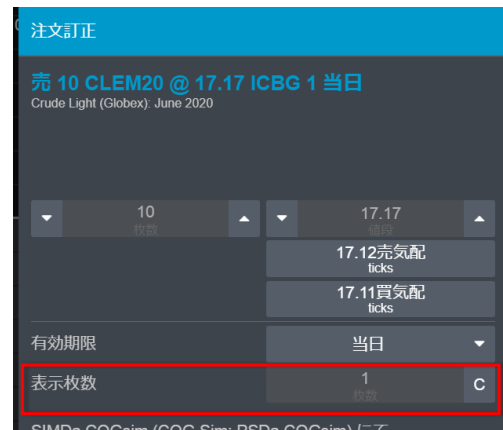 注文訂正
売 10 CLEM20 @ 17.17 ICBG 1 当日
Crude Light (Globex): June 2020
10
枚数
17.17
値段
17.12売気配
ticks
17.11買気配
ticks
有効期限
当日
表示枚数
1
枚数
C